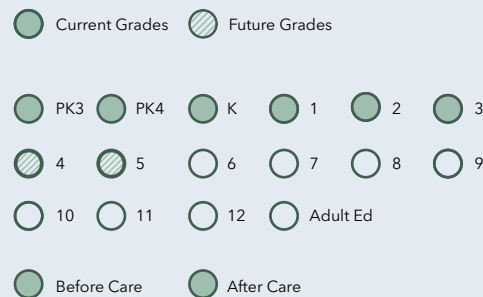 Current Grades Future Grades
PK3 PK4 K 1 2 3
4 5 6 7 8 9
10 11 12 Adult Ed
Before Care After Care